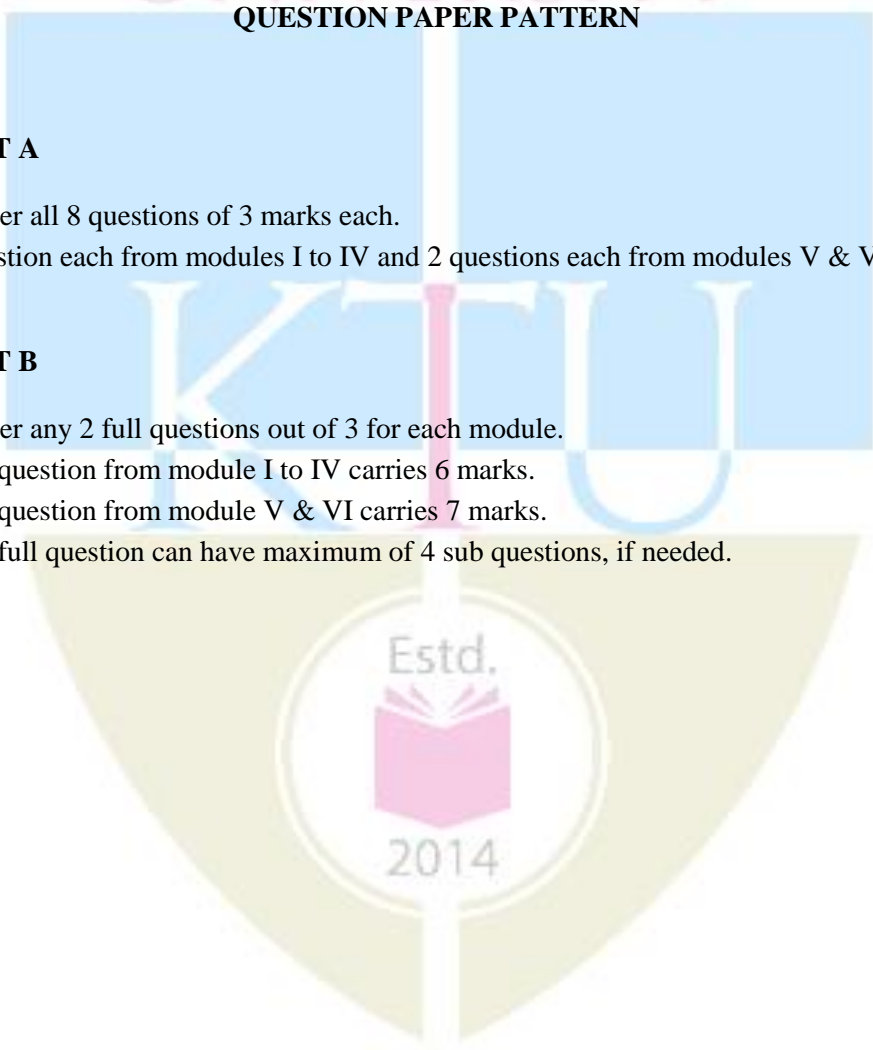 QUESTION PAPER PATTERN
T A
er all 8 questions of 3 marks each.
stion each from modules I to IV and 2 questions each from modules V & V
T B
er any 2 full questions out of 3 for each module.
question from module I to IV carries 6 marks.
question from module V & VI carries 7 marks.
full question can have maximum of 4 sub questions, if needed.
KTU
Estd.
2014